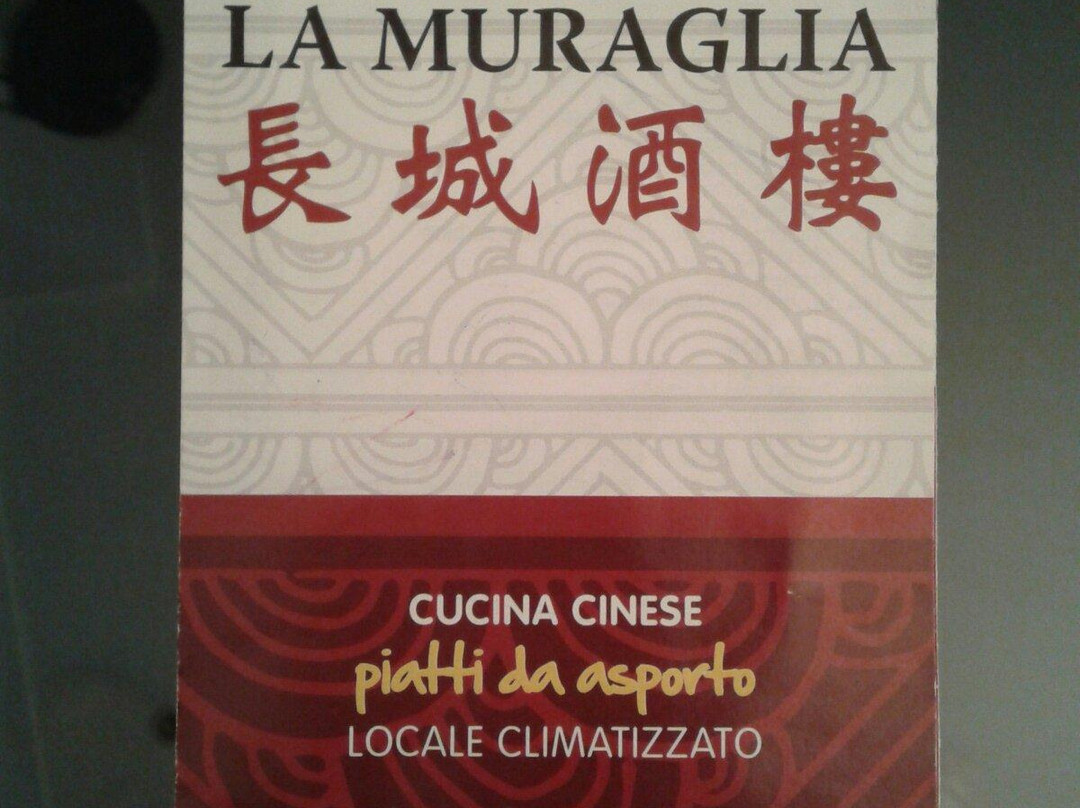 LA MURAGLIA
長城酒樓
CUCINA CINESE
piatti da asporto
LOCALE CLIMATIZZATO